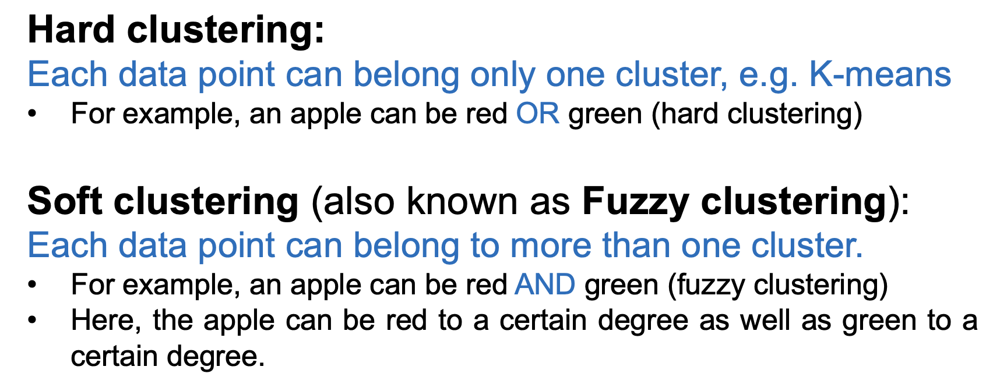 Hard clustering:
Each data point can belong only one cluster, e.g. K-means
• For example, an apple can be red OR green (hard clustering)
Soft clustering (also known as Fuzzy clustering):
Each data point can belong to more than one cluster.
• For example, an apple can be red AND green (fuzzy clustering)
• Here, the apple can be red to a certain degree as well as green to a
certain degree.